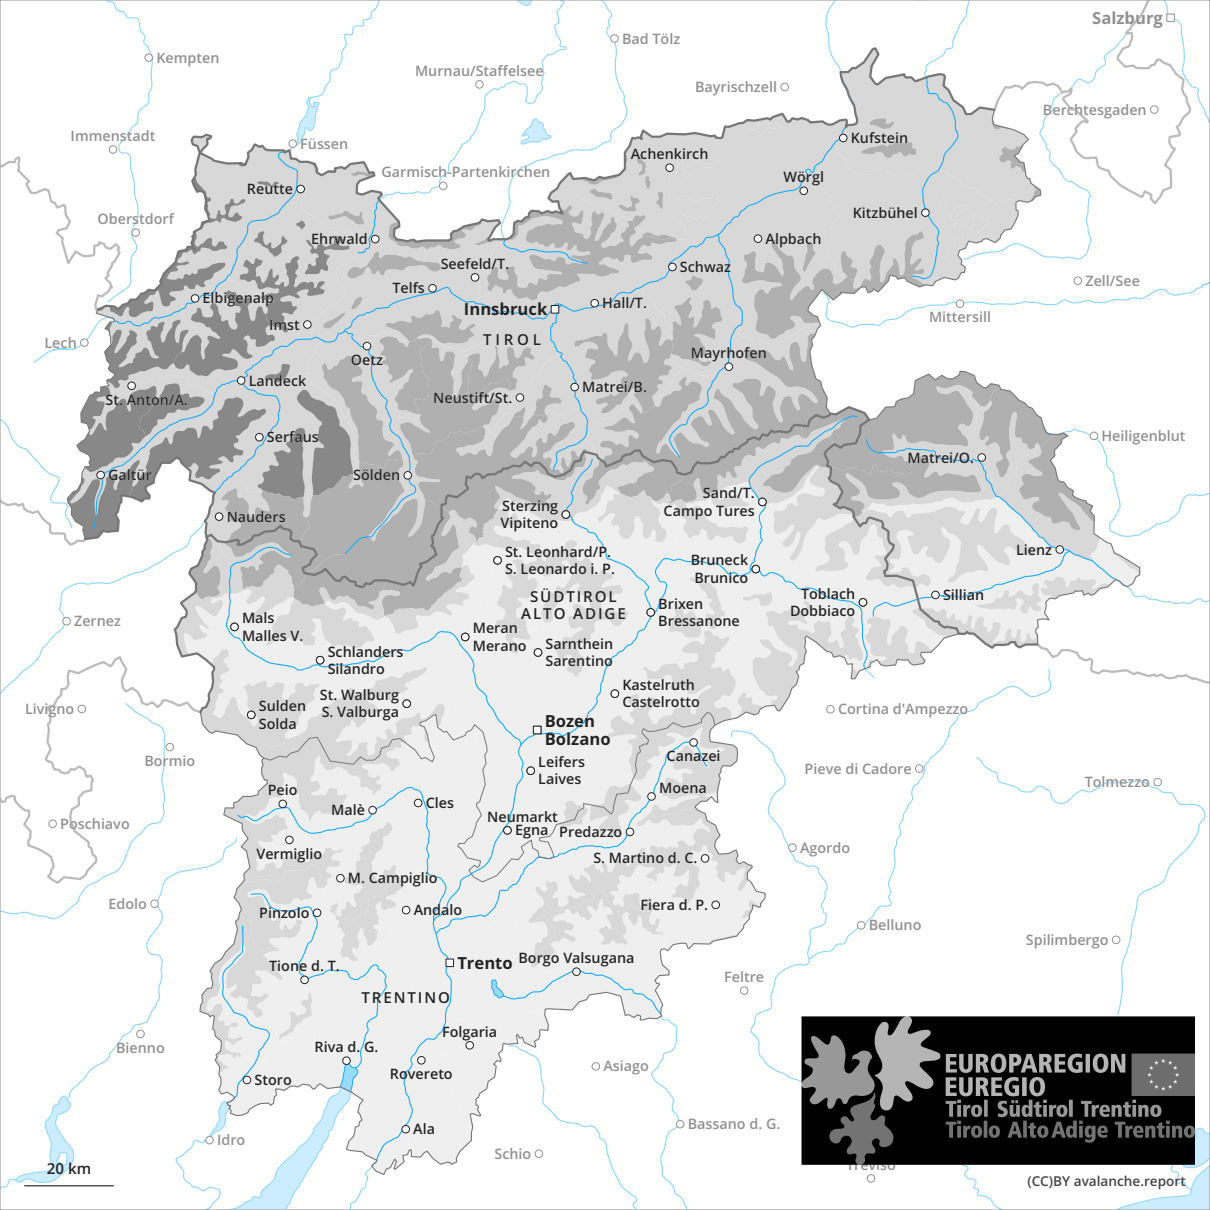 Salzburg
Bad Tölz
Kempten
Murnau/Staffelsee
Bayrischzell
Berchtesgaden
Immenstadt
Füssen
Kufstein
Achenkirch
Garmisch-Partenkirchen
Wörgl
Reutte
Oberstdorf
Kitzbühel
Ehrwald
Alpbach
Seefeld/T.
Schwaz
Zell/See
Telfs
Elbigenalp
Hall/T.
Innsbruck
Mittersill
Imst
TIROL
Lech
Mayrhofen
Oetz
Landeck
Matrei/B.
St. Anton/A.
Neustift/St.
Serfaus
Heiligenblut
Matrei/O.
Galtür
Sölden
Sand/T.
Campo Tures
Sterzing
Vipiteno
Nauders
Lienz
St. Leonhard/P.
S. Leonardo i. P.
Bruneck
Brunico
SÜDTIROL
ALTO ADIGE
Toblach
Dobbiaco
Sillian
Brixen
Bressanone
Zernez
Mals
Malles V.
Meran
Merano
Sarnthein
Sarentino
Schlanders
Silandro
Kastelruth
Castelrotto
St. Walburg
S. Valburga
Livigno
Sulden
Solda
Cortina d'Ampezzo
Bozen
Bolzano
Bormio
Canazei
Leifers
Laives
Pieve di Cadore
Tolmezzo
Peio
Moena
Malè
Cles
Neumarkt
Egna
Predazzo
Poschiavo
Vermiglio
Agordo
S. Martino d. C.
M. Campiglio
Edolo
Pinzolo
Andalo
Fiera d. P.
Belluno
Spilimbergo
Borgo Valsugana
Trento
Tione d. T.
Feltre
TRENTINO
Folgaria
Bienno
Riva d. G.
Asiago
Rovereto
Storo
EUROPAREGION
EUREGIO
Tirol Südtirol Trentino
Tirolo Alto Adige Trentino
Bassano d. G.
Ala
Idro
Schio
Treviso
20 km
(CC)BY avalanche.report